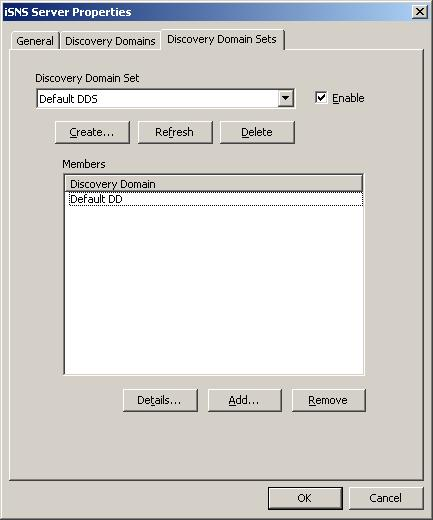 iSNS Server Properties
General Discovery Domains Discovery Domain Sets
Discovery Domain Set
Default DDS Enable
Create... Refresh Delete
Members
Discovery Domain
Default DD
Details... Add... Remove
OK Cancel